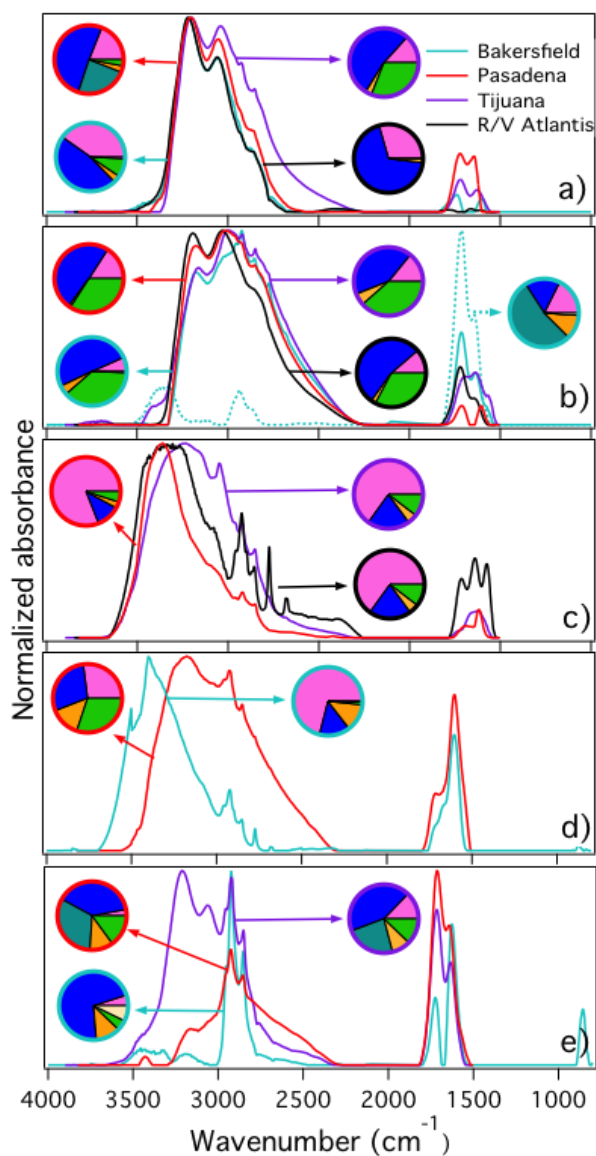 Bakersfield
Pasadena
Tijuana
R/V Atlantis
a)
b)
c)
d)
e)
Normalized absorbance
4000 3500 3000 2500 2000 1500 1000
Wavenumber (cm-1)